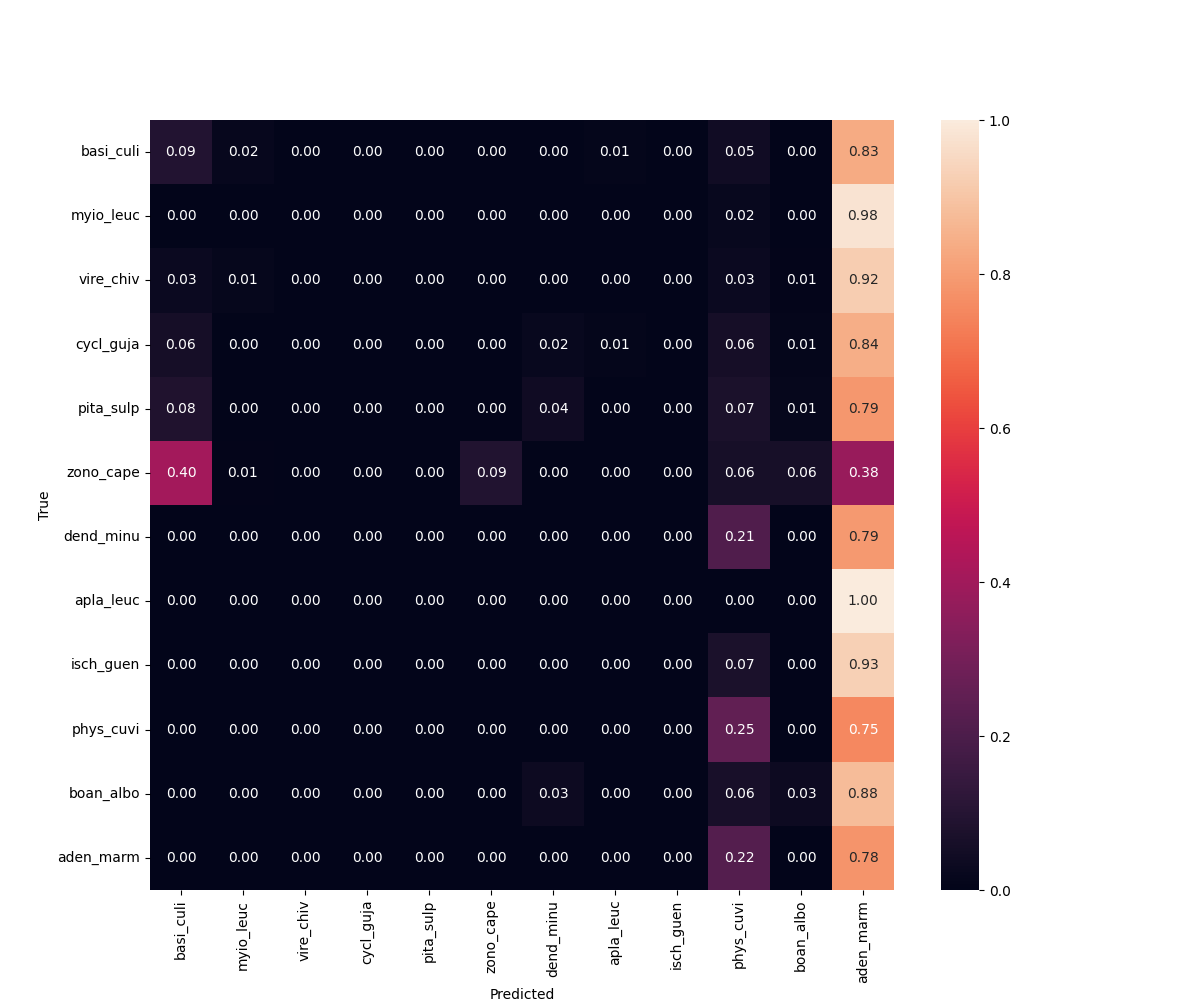 basi_culi 0.09 0.02 0.00 0.00 0.00 0.00 0.00 0.01 0.00 0.05 0.00 0.83
myio_leuc 0.00 0.00 0.00 0.00 0.00 0.00 0.00 0.00 0.00 0.02 0.00 0.98
vire_chiv 0.03 0.01 0.00 0.00 0.00 0.00 0.00 0.00 0.00 0.03 0.01 0.92
cycl_guja 0.06 0.00 0.00 0.00 0.00 0.00 0.02 0.01 0.00 0.06 0.01 0.84
pita_sulp 0.08 0.00 0.00 0.00 0.00 0.00 0.04 0.00 0.00 0.07 0.01 0.79
zono_cape 0.40 0.01 0.00 0.00 0.00 0.09 0.00 0.00 0.00 0.06 0.06 0.38
dend_minu 0.00 0.00 0.00 0.00 0.00 0.00 0.00 0.00 0.00 0.21 0.00 0.79
apla_leuc 0.00 0.00 0.00 0.00 0.00 0.00 0.00 0.00 0.00 0.00 0.00 1.00
isch_guen 0.00 0.00 0.00 0.00 0.00 0.00 0.00 0.00 0.00 0.07 0.00 0.93
phys_cuvi 0.00 0.00 0.00 0.00 0.00 0.00 0.00 0.00 0.00 0.25 0.00 0.75
boan_albo 0.00 0.00 0.00 0.00 0.00 0.00 0.03 0.00 0.00 0.06 0.03 0.88
aden_marm 0.00 0.00 0.00 0.00 0.00 0.00 0.00 0.00 0.00 0.22 0.00 0.78
True
basi_culi myio_leuc vire_chiv cycl_guja pita_sulp zono_cape dend_minu apla_leuc isch_guen phys_cuvi boan_albo aden_marm
Predicted
1.0
0.8
0.6
0.4
0.2
0.0